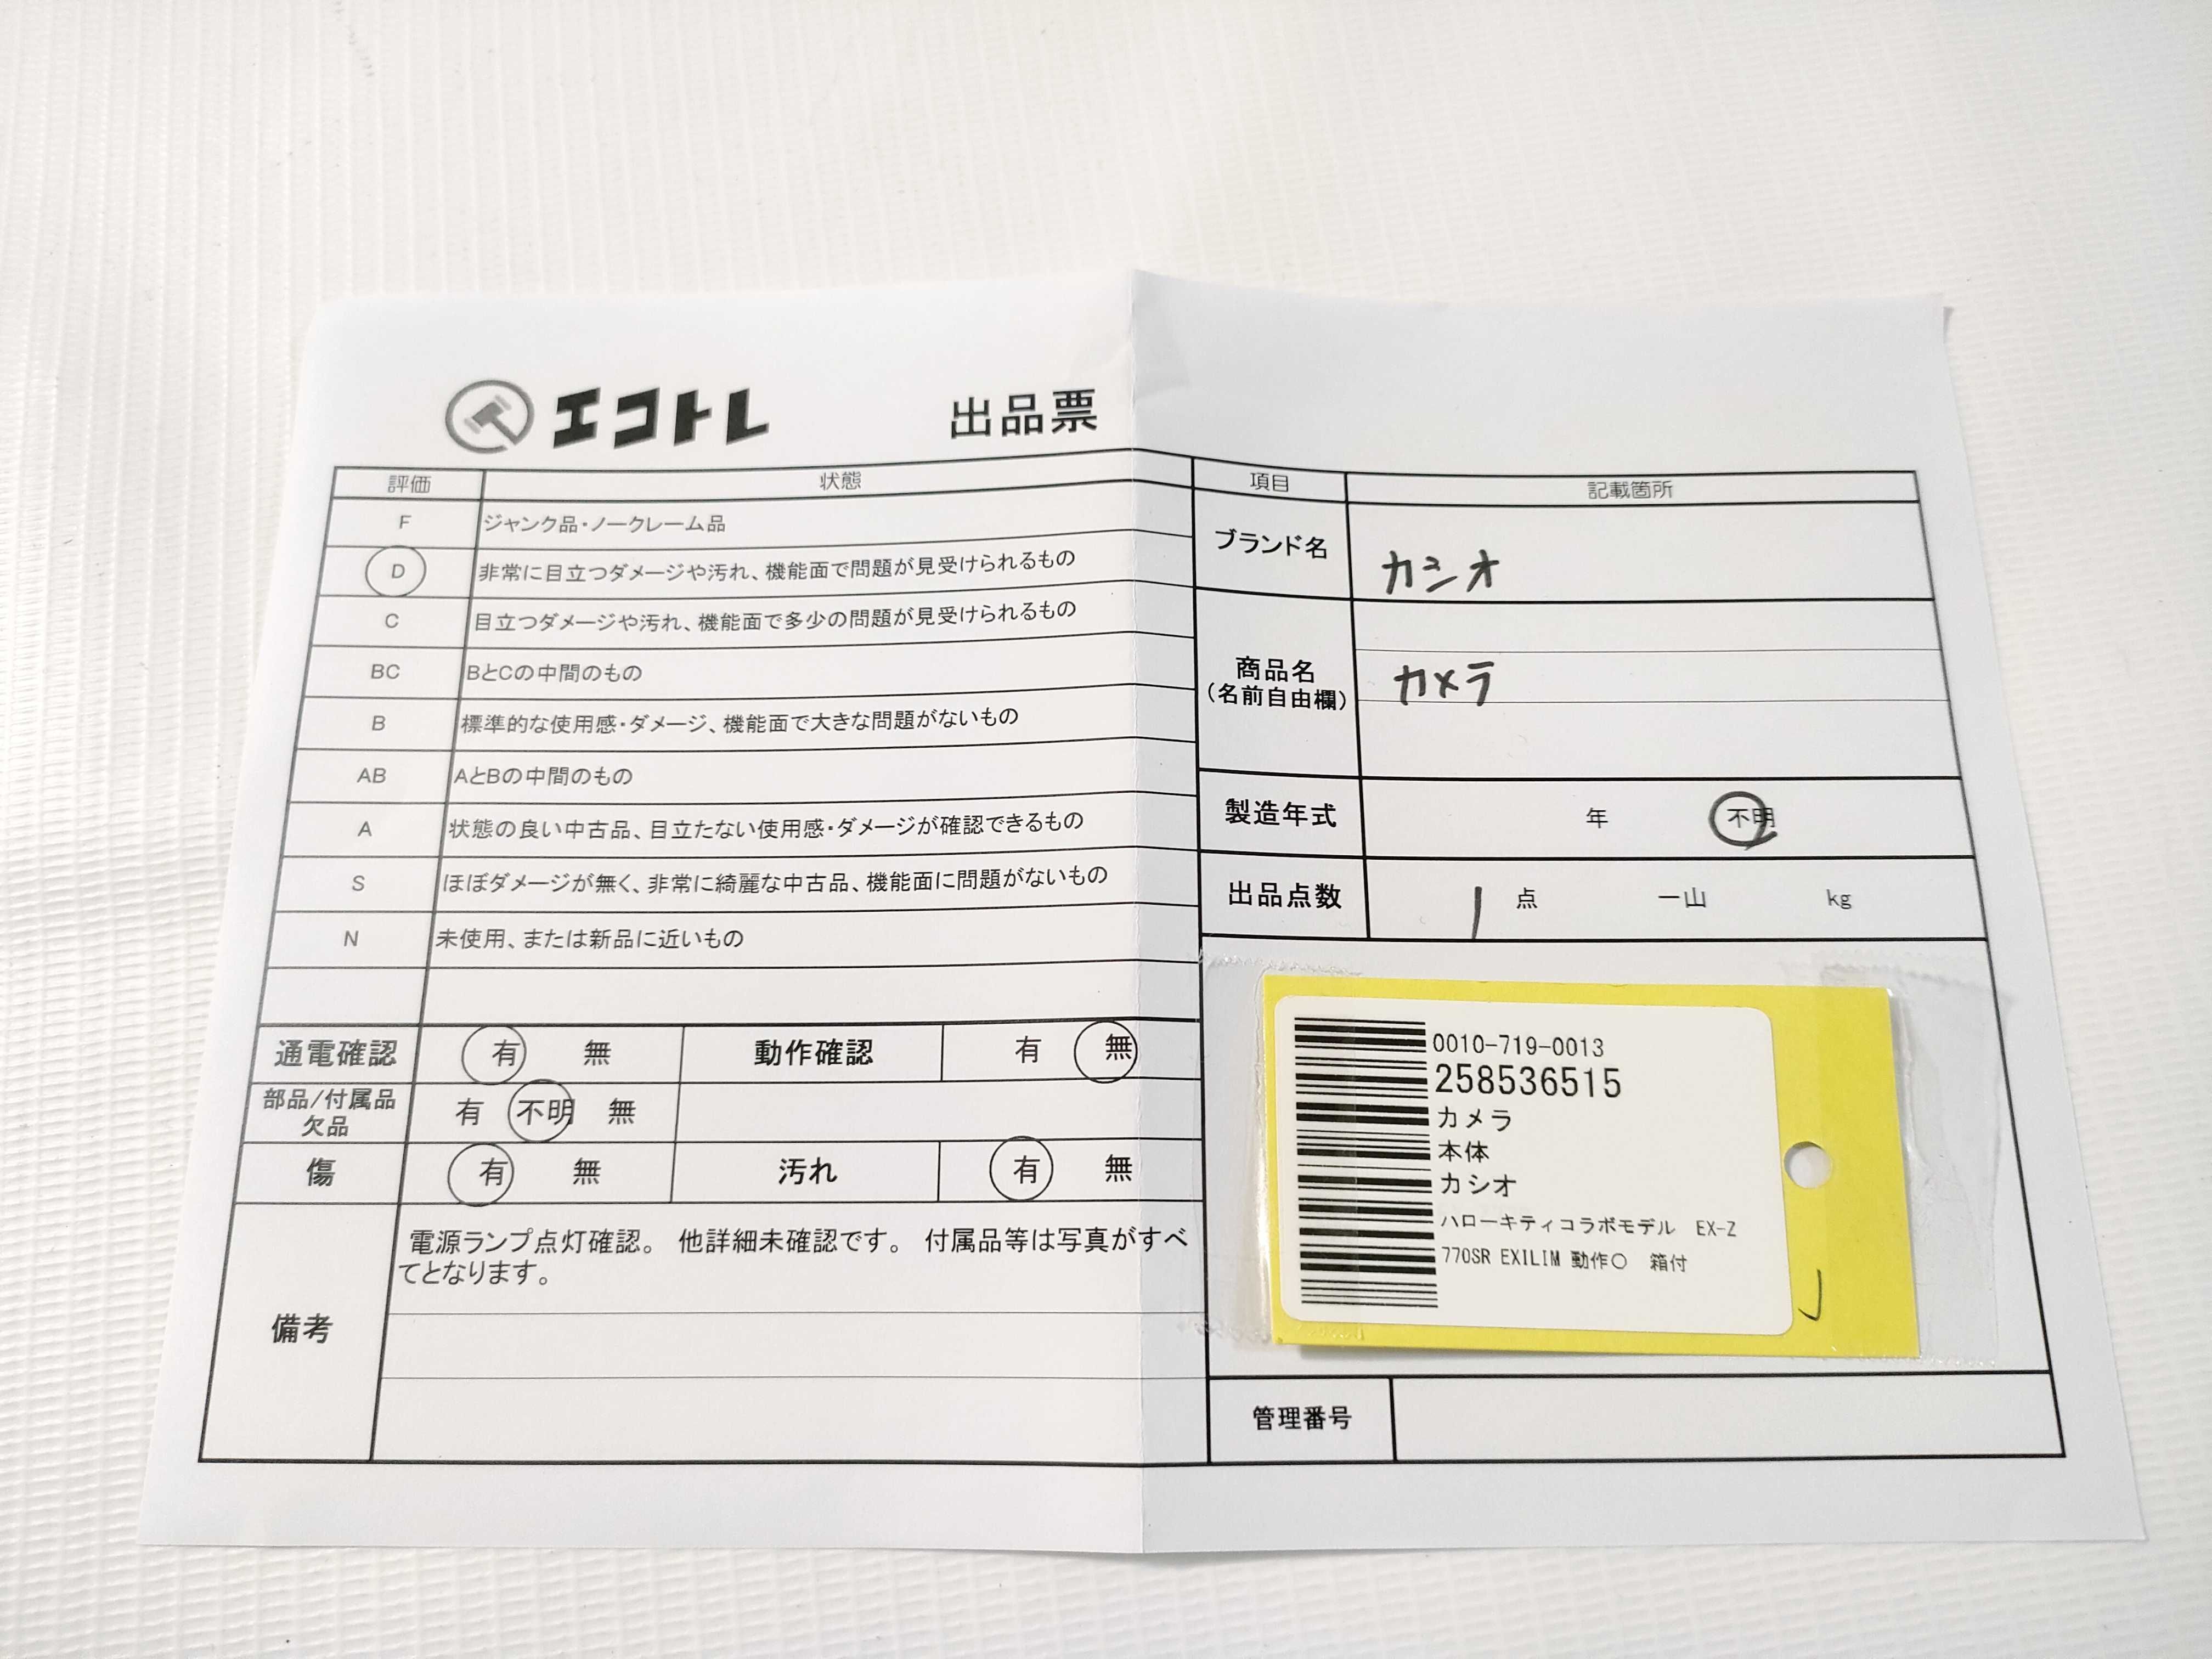 エコトレ 出品票
評価 状態
F ジャンク品・ノークレーム品
D 非常に目立つダメージや汚れ、機能面で問題が見受けられるもの
C 目立つダメージや汚れ、機能面で多少の問題が見受けられるもの
BC BとCの中間のもの
B 標準的な使用感・ダメージ、機能面で大きな問題がないもの
AB AとBの中間のもの
A 状態の良い中古品、目立たない使用感・ダメージが確認できるもの
S ほぼダメージが無く、非常に綺麗な中古品、機能面に問題がないもの
N 未使用、または新品に近いもの
通電確認 有 無 動作確認 有 無
部品/付属品
欠品 有 不明 無
傷 有 無 汚れ 有 無
備考
電源ランプ点灯確認。 他詳細未確認です。 付属品等は写真がすべ
てとなります。
項目 記載箇所
ブランド名 カシオ
商品名
(名前自由欄) カメラ
製造年式 年 不明
出品点数 1 点 一山 kg
0010-719-0013
258536515
カメラ
本体
カシオ
ハローキティコラボモデル EX-Z
770SR EXILIM 動作○ 箱付
管理番号